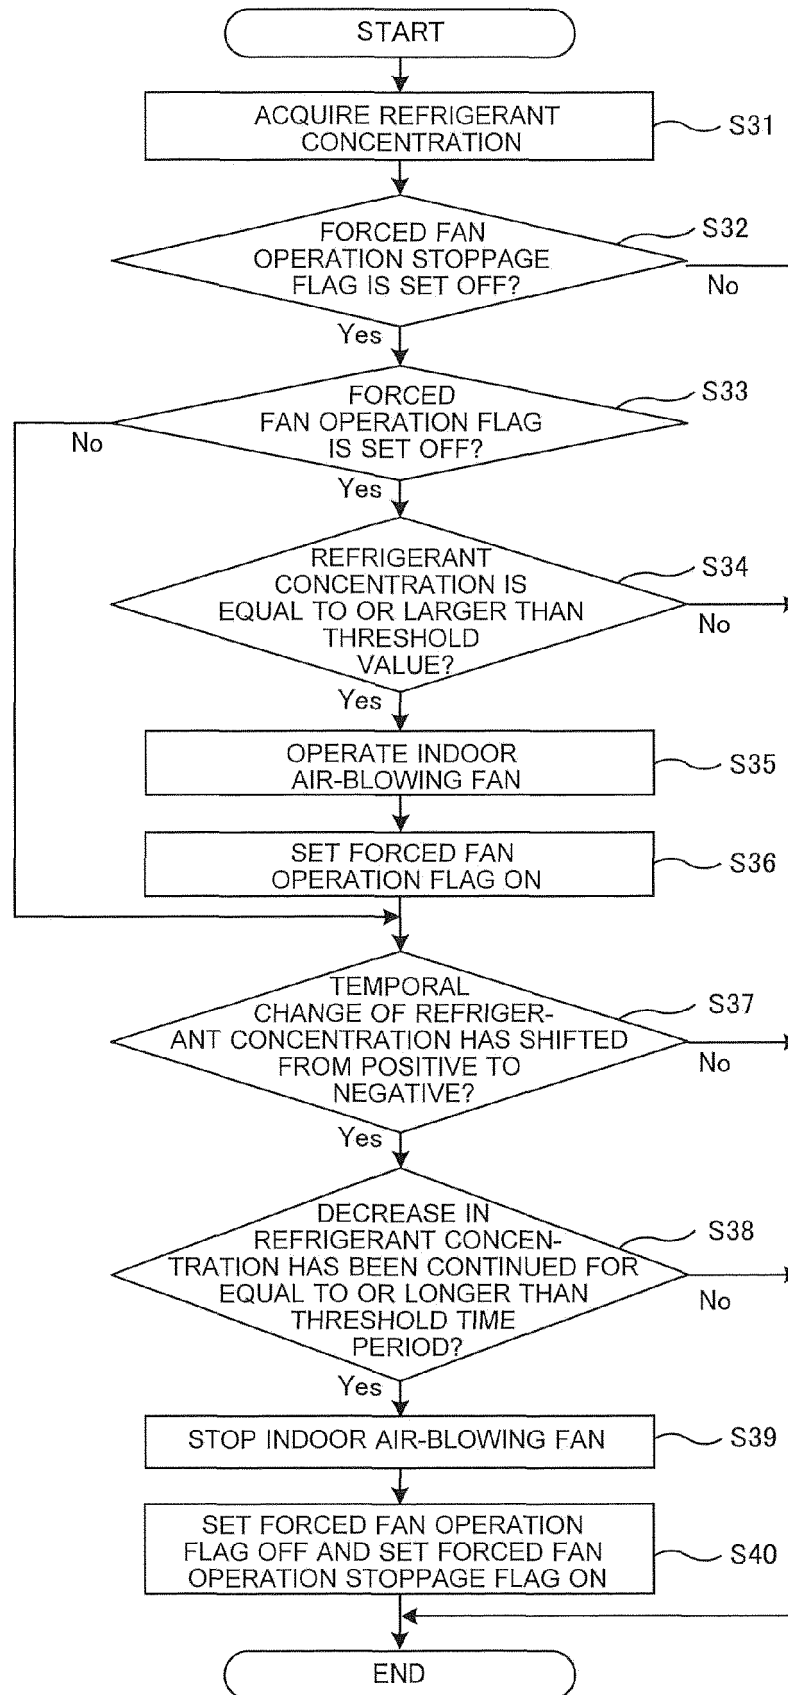 START
ACQUIRE REFRIGERANT
CONCENTRATION
S31
FORCED FAN
OPERATION STOPPAGE
FLAG IS SET OFF?
S32
No
Yes
FORCED
FAN OPERATION FLAG
IS SET OFF?
S33
No
Yes
REFRIGERANT
CONCENTRATION IS
EQUAL TO OR LARGER THAN
THRESHOLD
VALUE?
S34
No
Yes
OPERATE INDOOR
AIR-BLOWING FAN
S35
SET FORCED FAN
OPERATION FLAG ON
S36
TEMPORAL
CHANGE OF REFRIGER-
ANT CONCENTRATION HAS SHIFTED
FROM POSITIVE TO
NEGATIVE?
S37
No
Yes
DECREASE IN
REFRIGERANT CONCEN-
TRATION HAS BEEN CONTINUED FOR
EQUAL TO OR LONGER THAN
THRESHOLD TIME
PERIOD?
S38
No
Yes
STOP INDOOR AIR-BLOWING FAN
S39
SET FORCED FAN OPERATION
FLAG OFF AND SET FORCED FAN
OPERATION STOPPAGE FLAG ON
S40
END